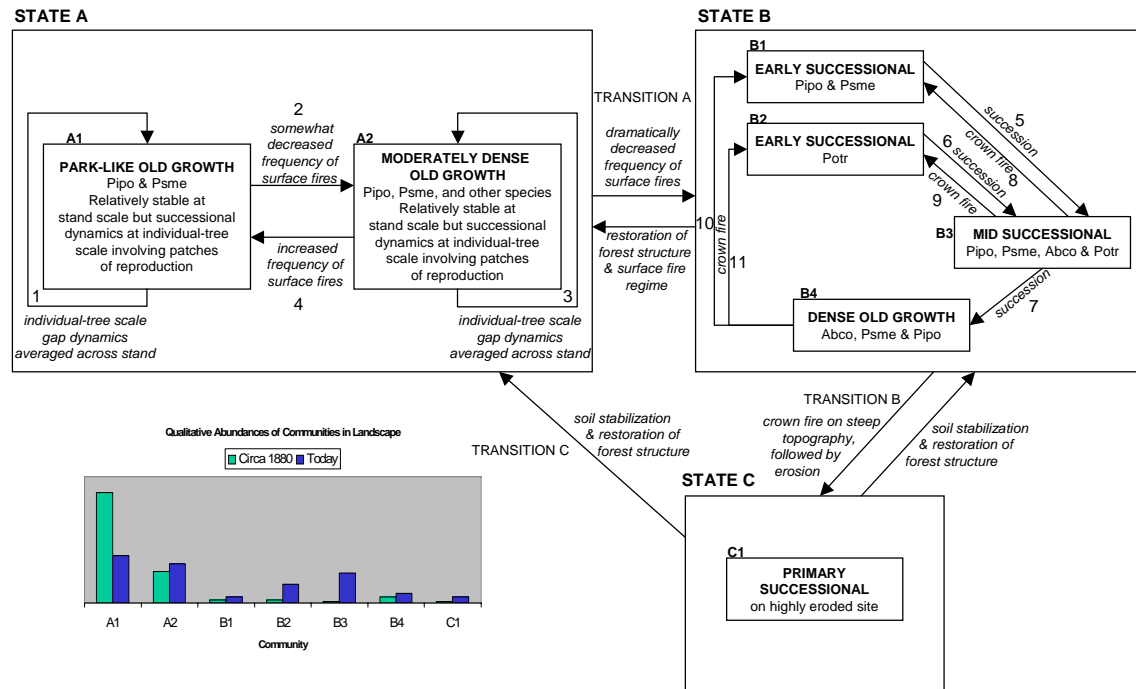 STATE A
A1
PARK-LIKE OLD GROWTH
Pipo & Psme
Relatively stable at
stand scale but successional
dynamics at individual-tree
scale involving patches
of reproduction
1
individual-tree scale
gap dynamics
averaged across stand
2
somewhat
decreased
frequency of
surface fires
increased
frequency of
surface fires
4
A2
MODERATELY DENSE
OLD GROWTH
Pipo, Psme, and other species
Relatively stable at
stand scale but successional
dynamics at individual-tree
scale involving patches
of reproduction
3
individual-tree scale
gap dynamics
averaged across stand
TRANSITION A
dramatically
decreased
frequency of
surface fires
restoration of
forest structure
& surface fire
regime
STATE B
B1
EARLY SUCCESSIONAL
Pipo & Psme
B2
EARLY SUCCESSIONAL
Potr
5
succession
crown fire
8
6
succession
crown fire
9
10
crown fire
11
B3
MID SUCCESSIONAL
Pipo, Psme, Abco & Potr
succession
7
B4
DENSE OLD GROWTH
Abco, Psme & Pipo
TRANSITION B
crown fire on steep
topography,
followed by
erosion
soil stabilization
& restoration of
forest structure
soil stabilization
& restoration of
forest structure
TRANSITION C
STATE C
C1
PRIMARY
SUCCESSIONAL
on highly eroded site
Qualitative Abundances of Communities in Landscape
Circa 1880 Today
A1 A2 B1 B2 B3 B4 C1
Community